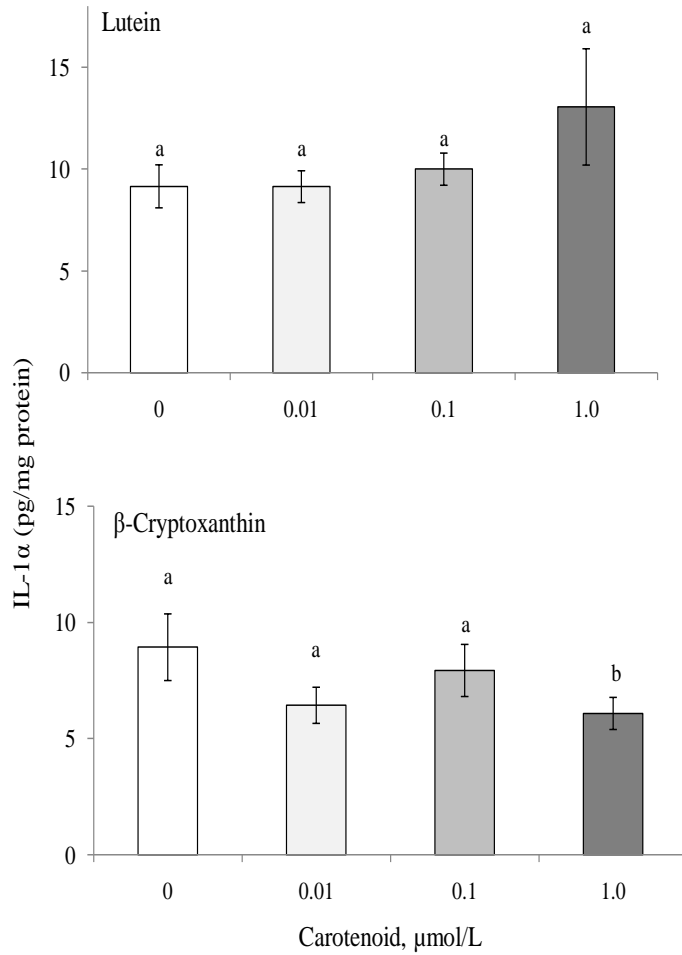 Lutein
a
a
a
a
15
10
5
0
0 0.01 0.1 1.0
IL-1α (pg/mg protein)
β-Cryptoxanthin
a
a
a
b
15
10
5
0
0 0.01 0.1 1.0
Carotenoid, μmol/L